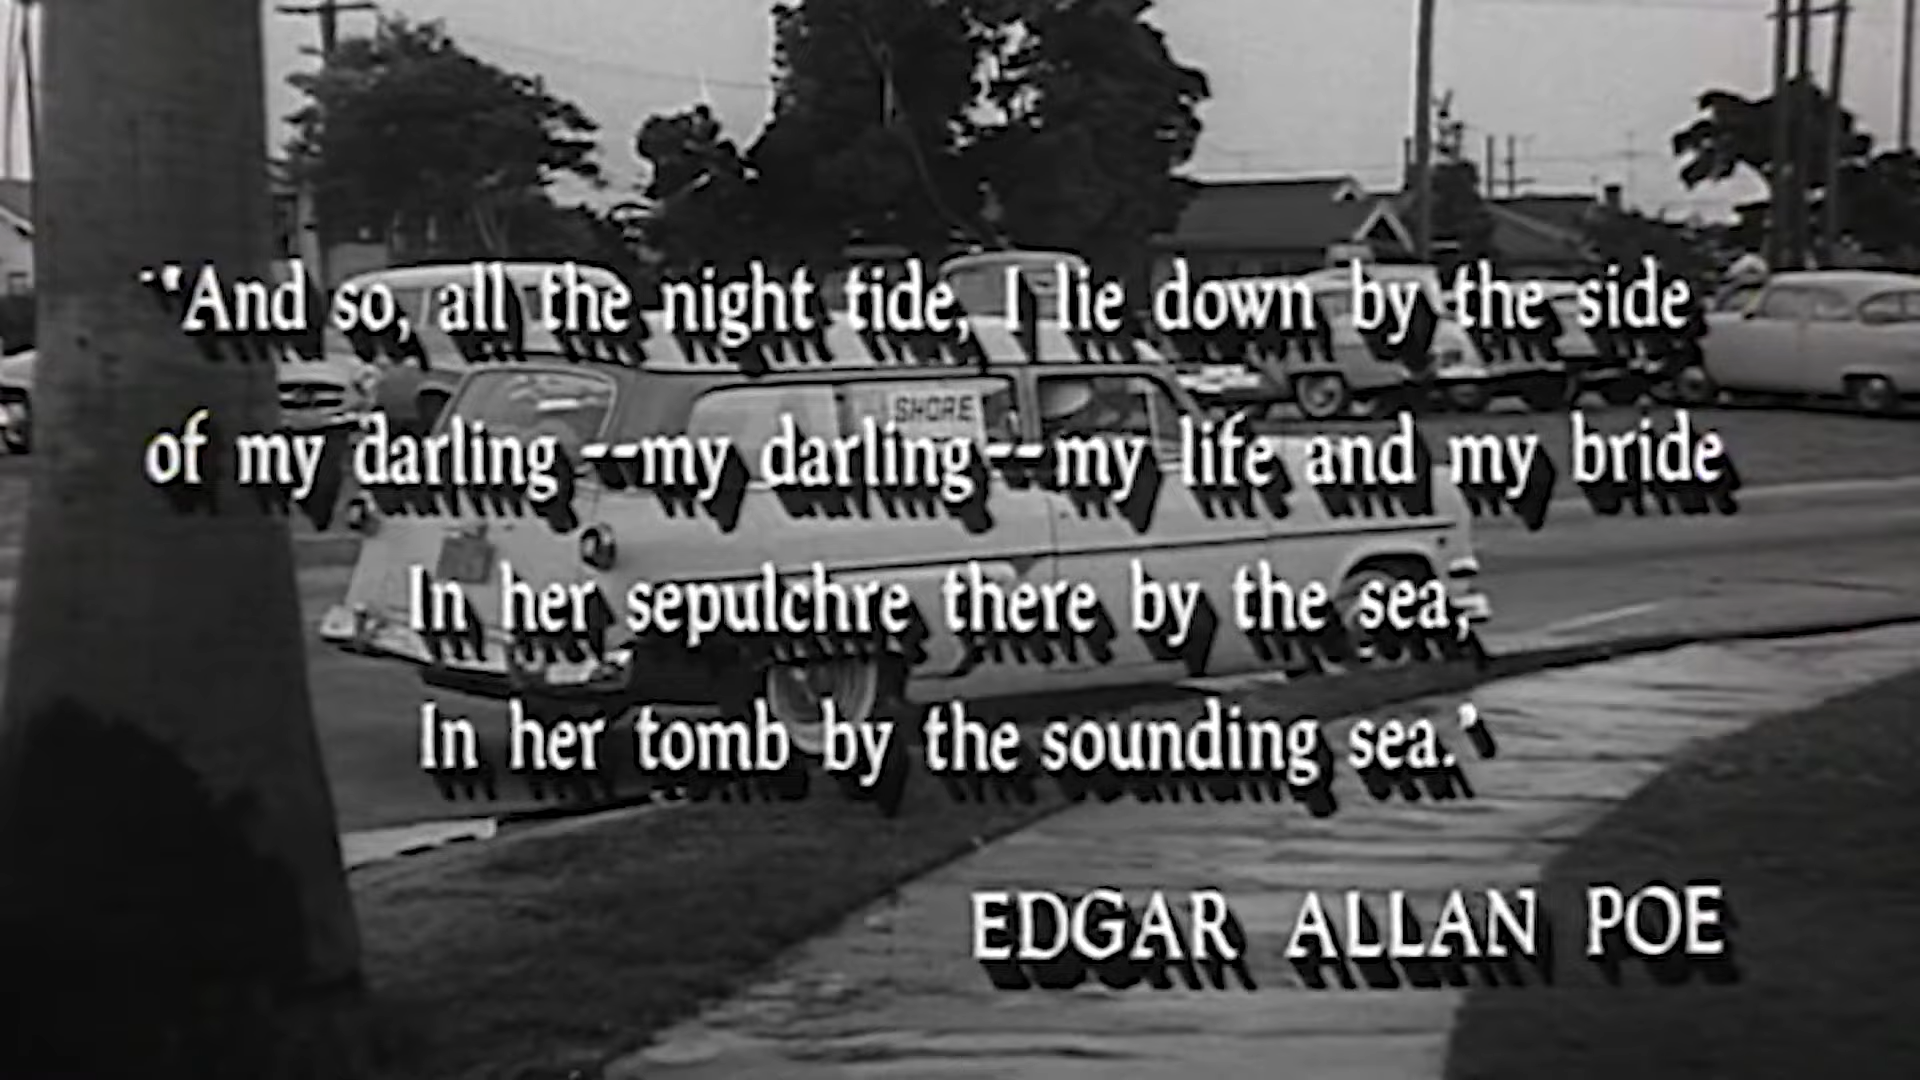 "And so, all the night tide, I lie down by the side
of my darling--my darling--my life and my bride
In her sepulchre there by the sea,
In her tomb by the sounding sea."
EDGAR ALLAN POE
SHORE